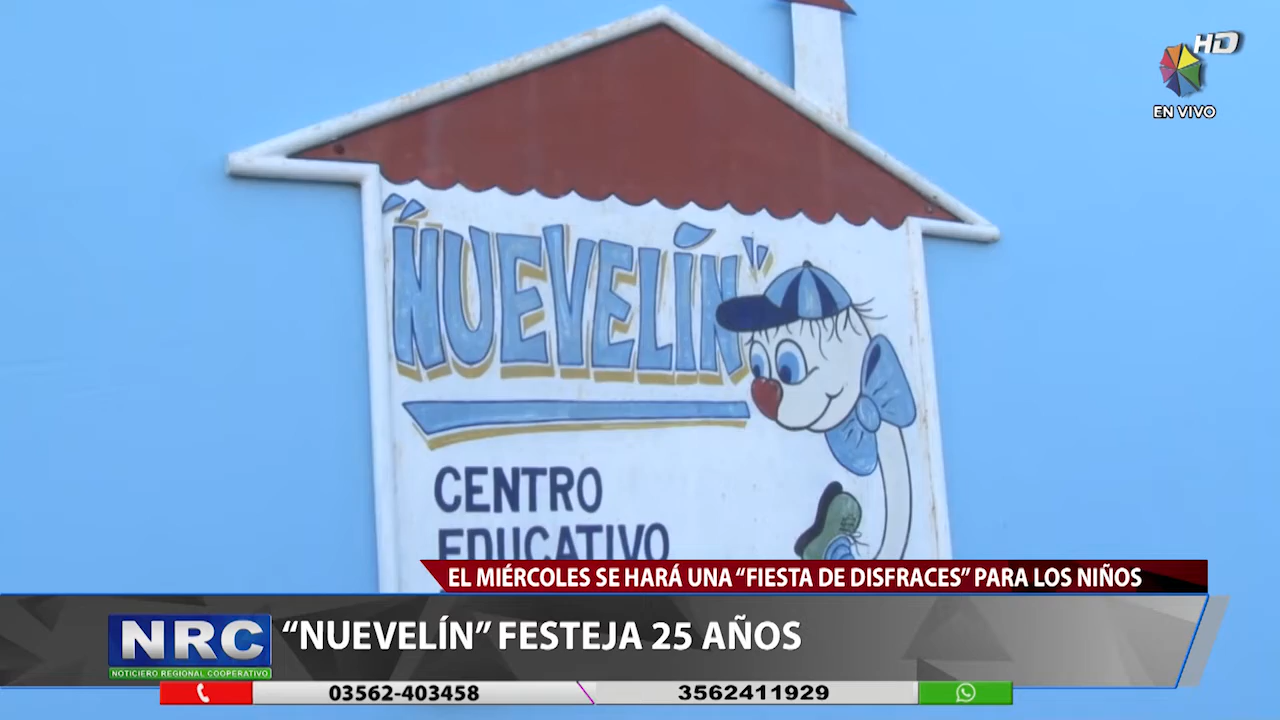 HD
EN VIVO
"NUEVELÍN"
CENTRO
EDUCATIVO
EL MIÉRCOLES SE HARÁ UNA “FIESTA DE DISFRACES” PARA LOS NIÑOS
NRC
NOTICIERO REGIONAL COOPERATIVO
“NUEVELÍN” FESTEJA 25 AÑOS
03562-403458
3562411929